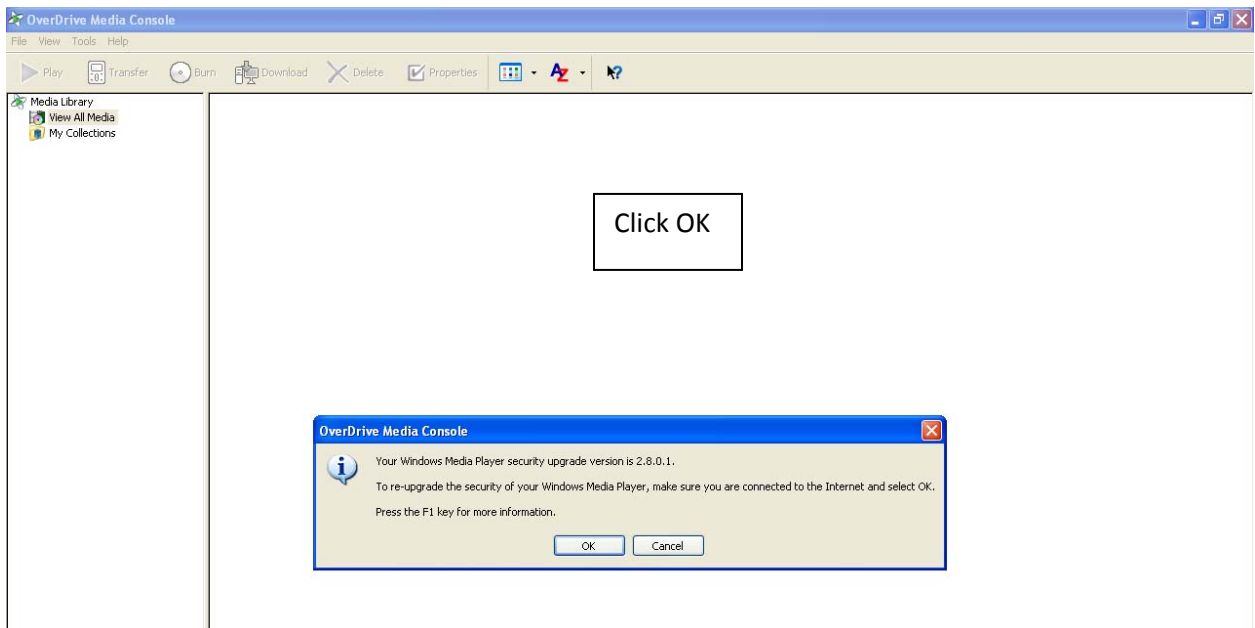 OverDrive Media Console
File View Tools Help
Play Transfer Burn Download Delete Properties AZ
Media Library
View All Media
My Collections
Click OK
OverDrive Media Console
Your Windows Media Player security upgrade version is 2.8.0.1.
To re-upgrade the security of your Windows Media Player, make sure you are connected to the Internet and select OK.
Press the F1 key for more information.
OK Cancel